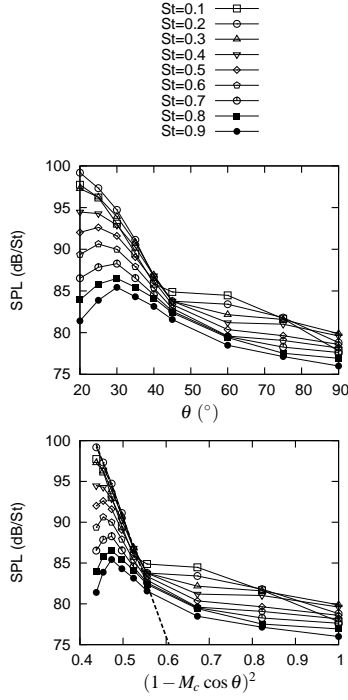 St=0.1
St=0.2
St=0.3
St=0.4
St=0.5
St=0.6
St=0.7
St=0.8
St=0.9
100
95
90
85
80
75
SPL (dB/St)
20 30 40 50 60 70 80 90
θ (°)
100
95
90
85
80
75
SPL (dB/St)
0.4 0.5 0.6 0.7 0.8 0.9 1
(1−M_c cos θ)²